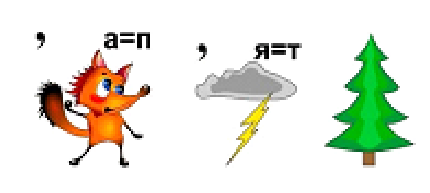 , а=п , я=т